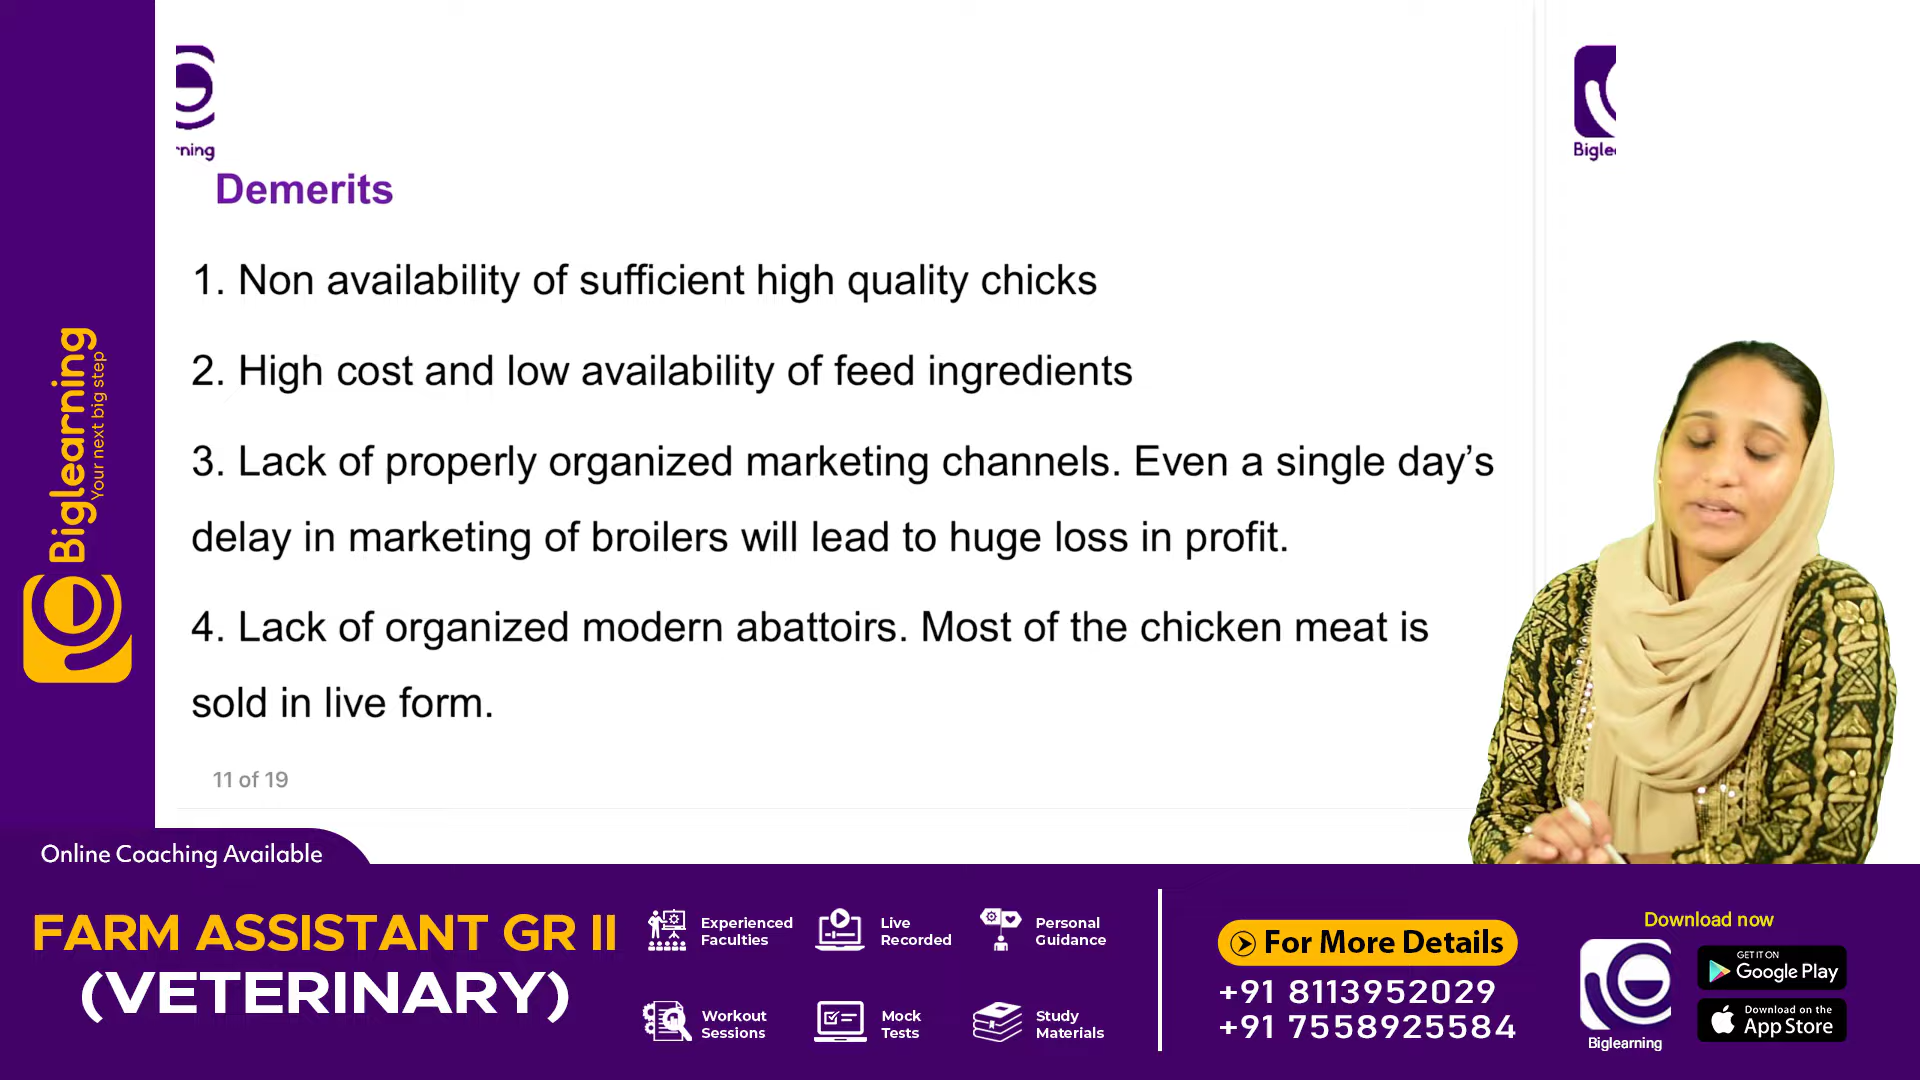 rning
Bigle
Demerits
1. Non availability of sufficient high quality chicks
2. High cost and low availability of feed ingredients
3. Lack of properly organized marketing channels. Even a single day’s
delay in marketing of broilers will lead to huge loss in profit.
4. Lack of organized modern abattoirs. Most of the chicken meat is
sold in live form.
11 of 19
Biglearning
Your next big step
Online Coaching Available
FARM ASSISTANT GR II
(VETERINARY)
Experienced
Faculties
Live
Recorded
Personal
Guidance
Workout
Sessions
Mock
Tests
Study
Materials
For More Details
+91 8113952029
+91 7558925584
Download now
Biglearning
GET IT ON
Google Play
Download on the
App Store